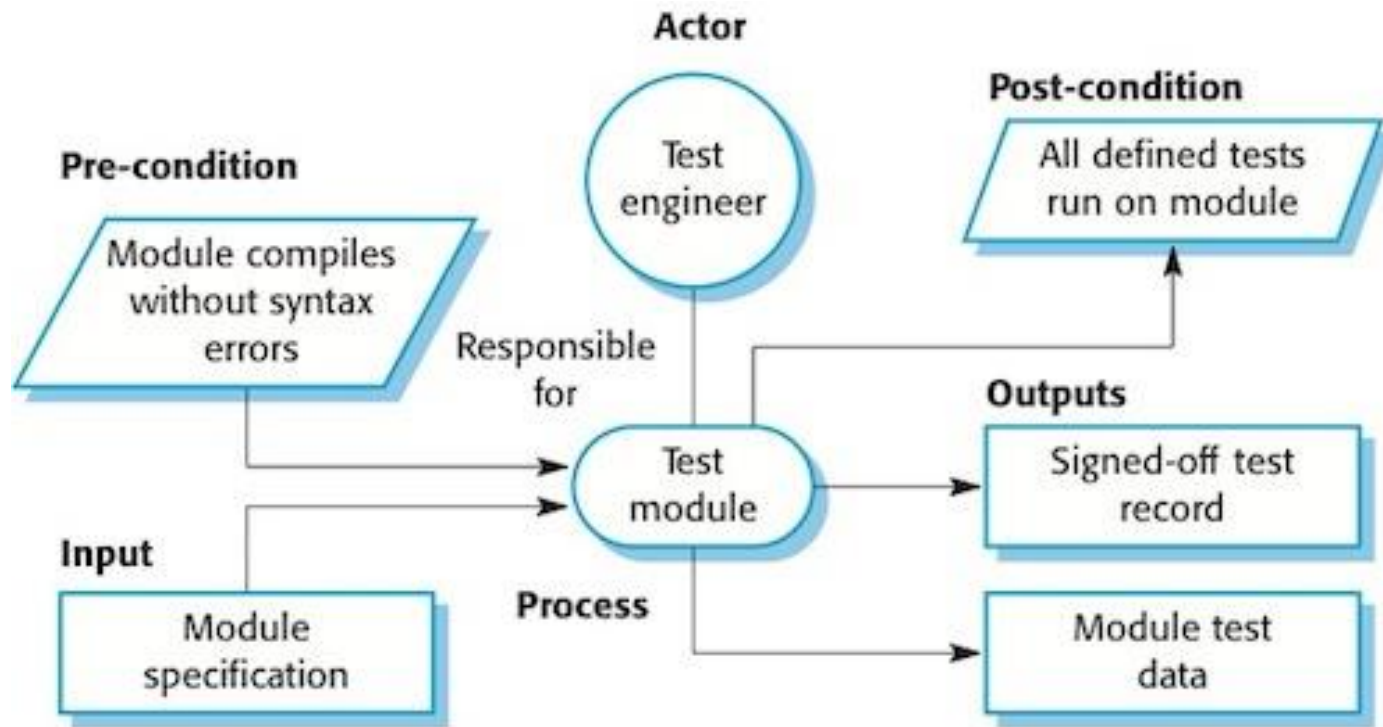 Actor
Test
engineer
Post-condition
All defined tests
run on module
Pre-condition
Module compiles
without syntax
errors
Responsible
for
Test
module
Process
Outputs
Signed-off test
record
Module test
data
Input
Module
specification